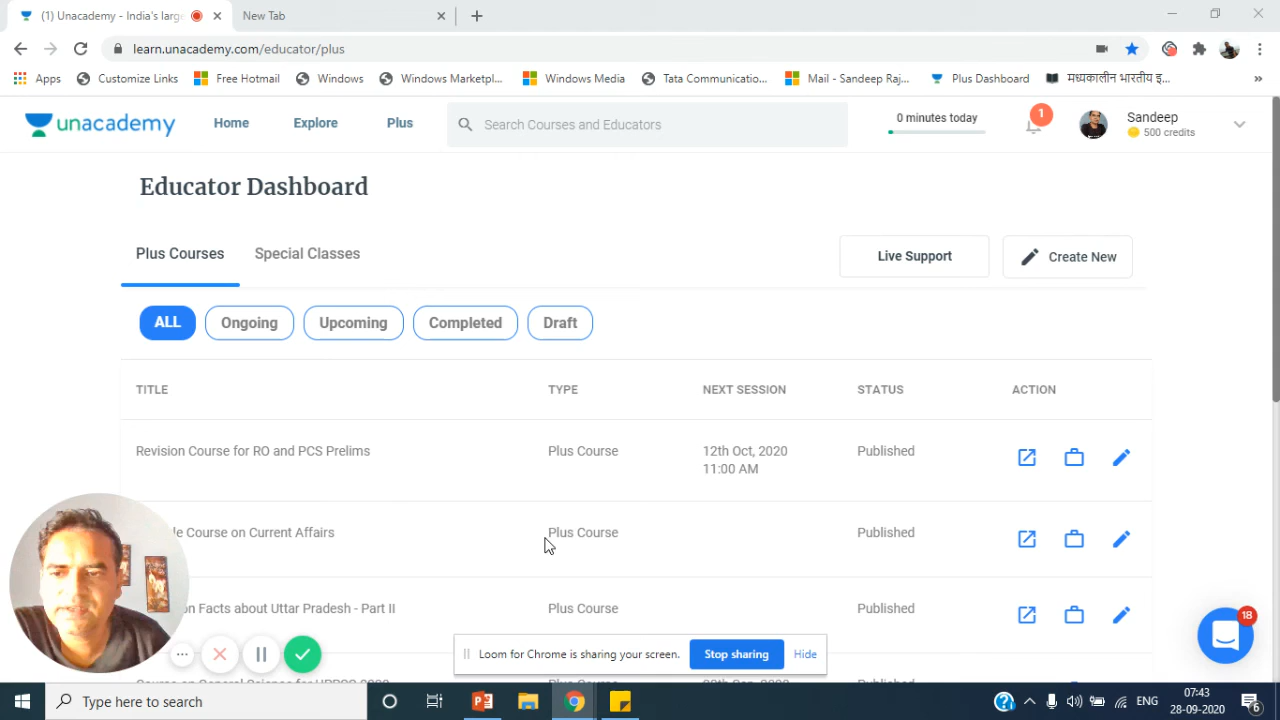 (1) Unacademy - India's larg
New Tab
learn.unacademy.com/educator/plus
Apps Customize Links Free Hotmail Windows Windows Marketpl... Windows Media Tata Communicatio... Mail - Sandeep Raj... Plus Dashboard मध्यकालीन भारतीय इ... »
unacademy Home Explore Plus Search Courses and Educators 0 minutes today 1 Sandeep
500 credits
Educator Dashboard
Plus Courses Special Classes Live Support Create New
ALL Ongoing Upcoming Completed Draft
TITLE TYPE NEXT SESSION STATUS ACTION
Revision Course for RO and PCS Prelims Plus Course 12th Oct, 2020 Published
11:00 AM
le Course on Current Affairs Plus Course Published
on Facts about Uttar Pradesh - Part II Plus Course Published
18
Loom for Chrome is sharing your screen. Stop sharing Hide
Type here to search
ENG
07:43
28-09-2020
6